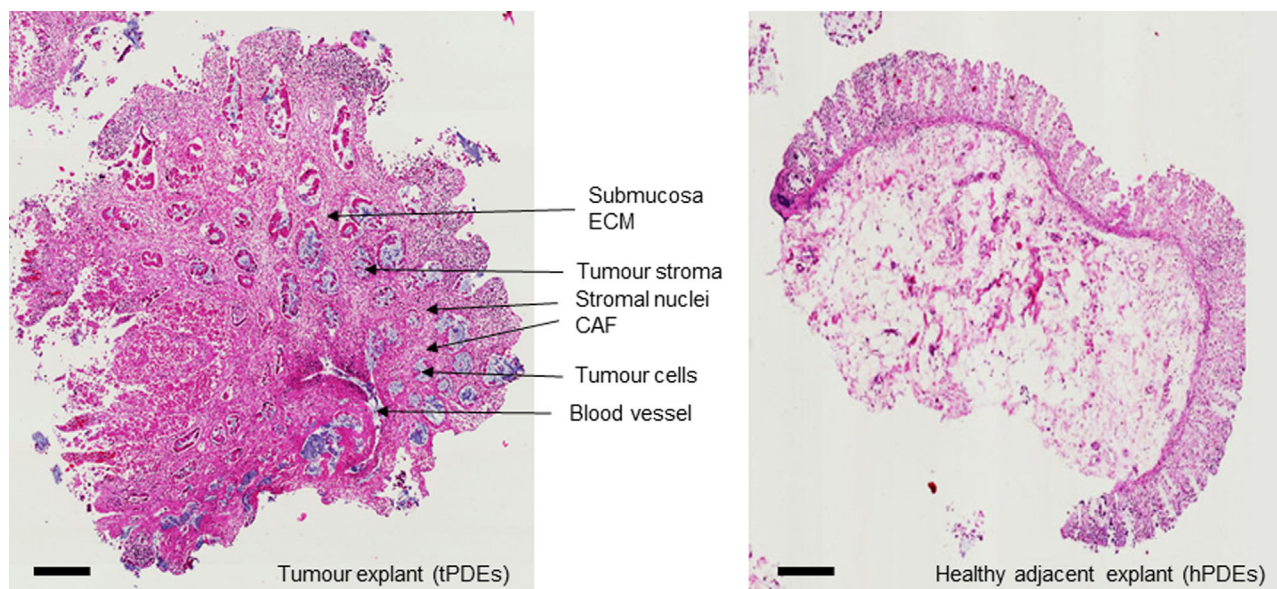 Submucosa
ECM
Tumour stroma
Stromal nuclei
CAF
Tumour cells
Blood vessel
Tumour explant (tPDEs)
Healthy adjacent explant (hPDEs)